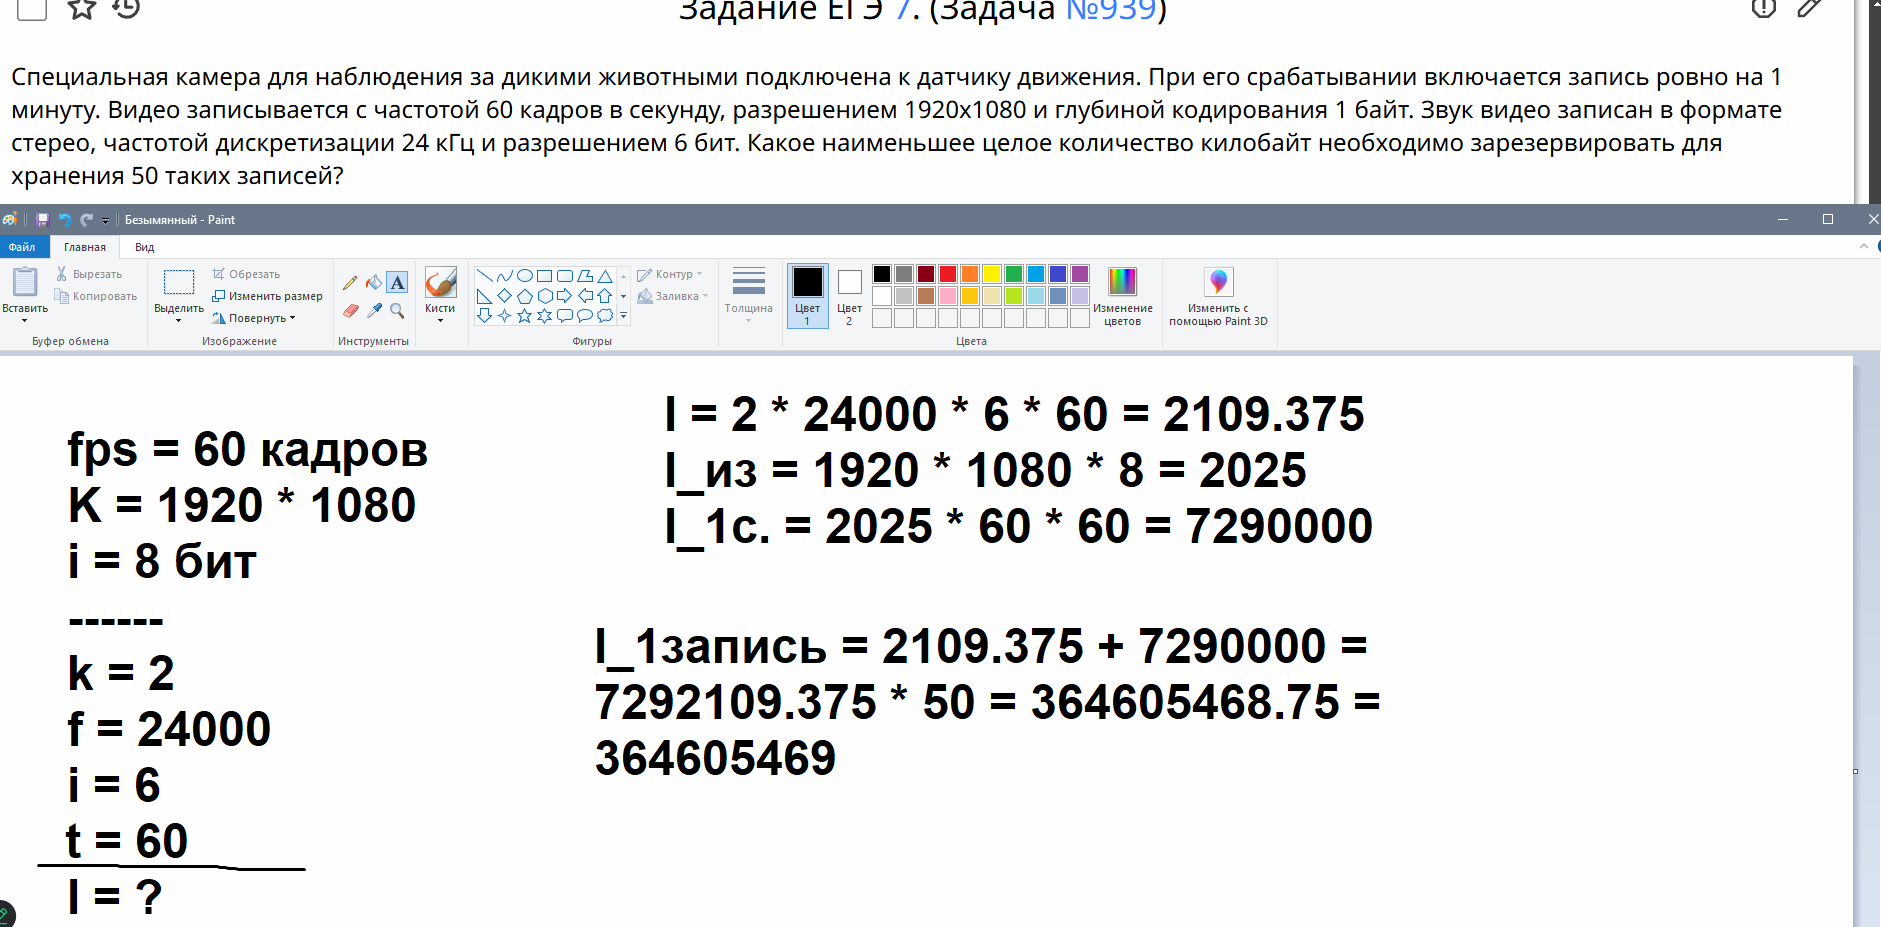 Задание ЕГЭ 7. (Задача №939)
Специальная камера для наблюдения за дикими животными подключена к датчику движения. При его срабатывании включается запись ровно на 1
минуту. Видео записывается с частотой 60 кадров в секунду, разрешением 1920x1080 и глубиной кодирования 1 байт. Звук видео записан в формате
стерео, частотой дискретизации 24 кГц и разрешением 6 бит. Какое наименьшее целое количество килобайт необходимо зарезервировать для
хранения 50 таких записей?
Безымянный - Paint
Файл Главная Вид
Вставить
Вырезать
Копировать
Буфер обмена
Выделить
Обрезать
Изменить размер
Повернуть
Изображение
A
Инструменты
Кисти
Фигуры
Контур
Заливка
Толщина
Цвет
1
Цвет
2
Цвета
Изменение
цветов
Изменить с
помощью Paint 3D
fps = 60 кадров
K = 1920 * 1080
i = 8 бит
------
k = 2
f = 24000
i = 6
t = 60
I = ?
I = 2 * 24000 * 6 * 60 = 2109.375
I_из = 1920 * 1080 * 8 = 2025
I_1с. = 2025 * 60 * 60 = 7290000
I_1запись = 2109.375 + 7290000 =
7292109.375 * 50 = 364605468.75 =
364605469